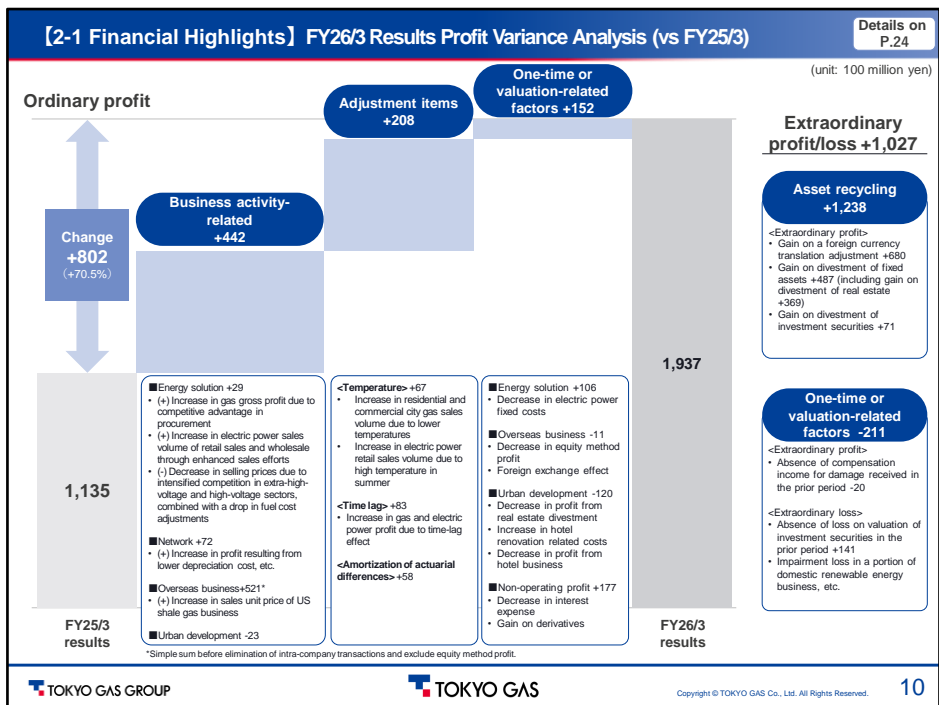 【2-1 Financial Highlights】FY26/3 Results Profit Variance Analysis (vs FY25/3)
Details on
P.24
(unit: 100 million yen)
Ordinary profit
Change
+802
(+70.5%)
1,135
FY25/3
results
Business activity-
related
+442
■Energy solution +29
• (+) Increase in gas gross profit due to
competitive advantage in
procurement
• (+) Increase in electric power sales
volume of retail sales and wholesale
through enhanced sales efforts
• (-) Decrease in selling prices due to
intensified competition in extra-high-
voltage and high-voltage sectors,
combined with a drop in fuel cost
adjustments
■Network +72
• (+) Increase in profit resulting from
lower depreciation cost, etc.
■Overseas business+521*
• (+) Increase in sales unit price of US
shale gas business
■Urban development -23
Adjustment items
+208
<Temperature> +67
• Increase in residential and
commercial city gas sales
volume due to lower
temperatures
• Increase in electric power
retail sales volume due to
high temperature in
summer
<Time lag> +83
• Increase in gas and electric
power profit due to time-lag
effect
<Amortization of actuarial
differences> +58
One-time or
valuation-related
factors +152
■Energy solution +106
• Decrease in electric power
fixed costs
■Overseas business -11
• Decrease in equity method
profit
• Foreign exchange effect
■Urban development -120
• Decrease in profit from
real estate divestment
• Increase in hotel
renovation related costs
• Decrease in profit from
hotel business
■Non-operating profit +177
• Decrease in interest
expense
• Gain on derivatives
1,937
FY26/3
results
*Simple sum before elimination of intra-company transactions and exclude equity method profit.
Extraordinary
profit/loss +1,027
Asset recycling
+1,238
<Extraordinary profit>
• Gain on a foreign currency
translation adjustment +680
• Gain on divestment of fixed
assets +487 (including gain on
divestment of real estate
+369)
• Gain on divestment of
investment securities +71
One-time or
valuation-related
factors -211
<Extraordinary profit>
• Absence of compensation
income for damage received in
the prior period -20
<Extraordinary loss>
• Absence of loss on valuation of
investment securities in the
prior period +141
• Impairment loss in a portion of
domestic renewable energy
business, etc.
TOKYO GAS GROUP
TOKYO GAS
Copyright © TOKYO GAS Co., Ltd. All Rights Reserved.
10